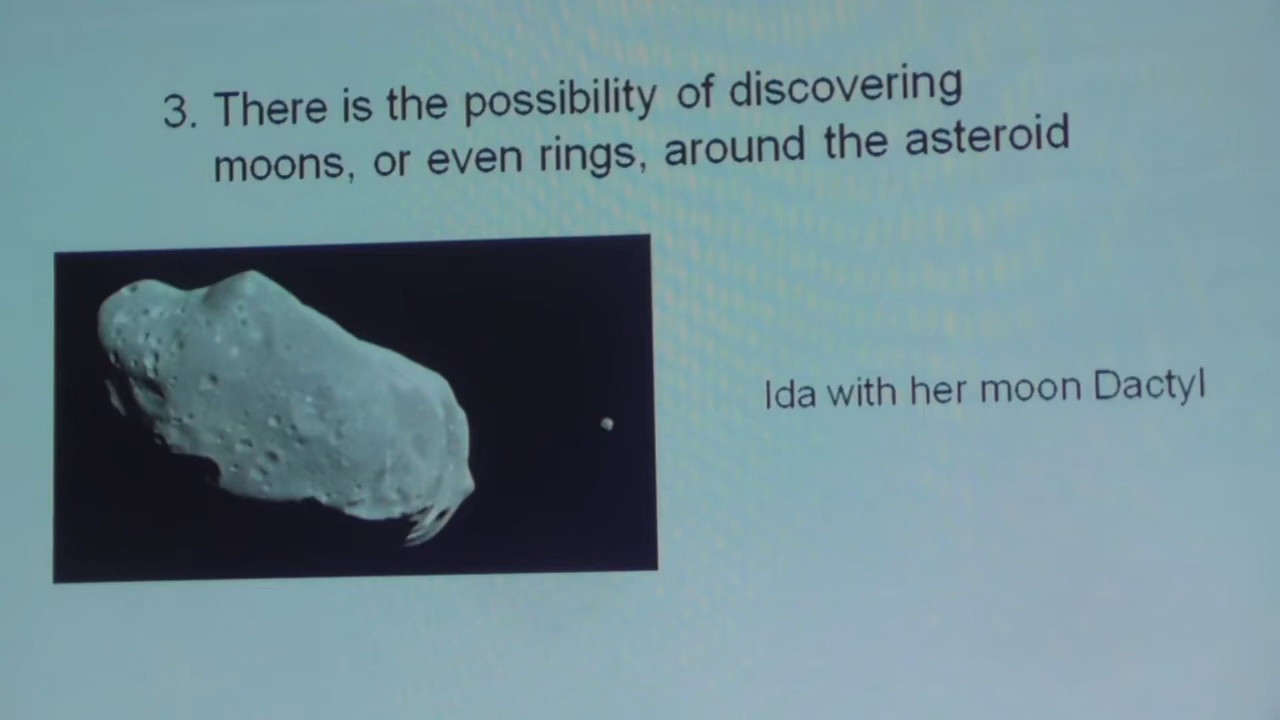 3. There is the possibility of discovering
moons, or even rings, around the asteroid
Ida with her moon Dactyl